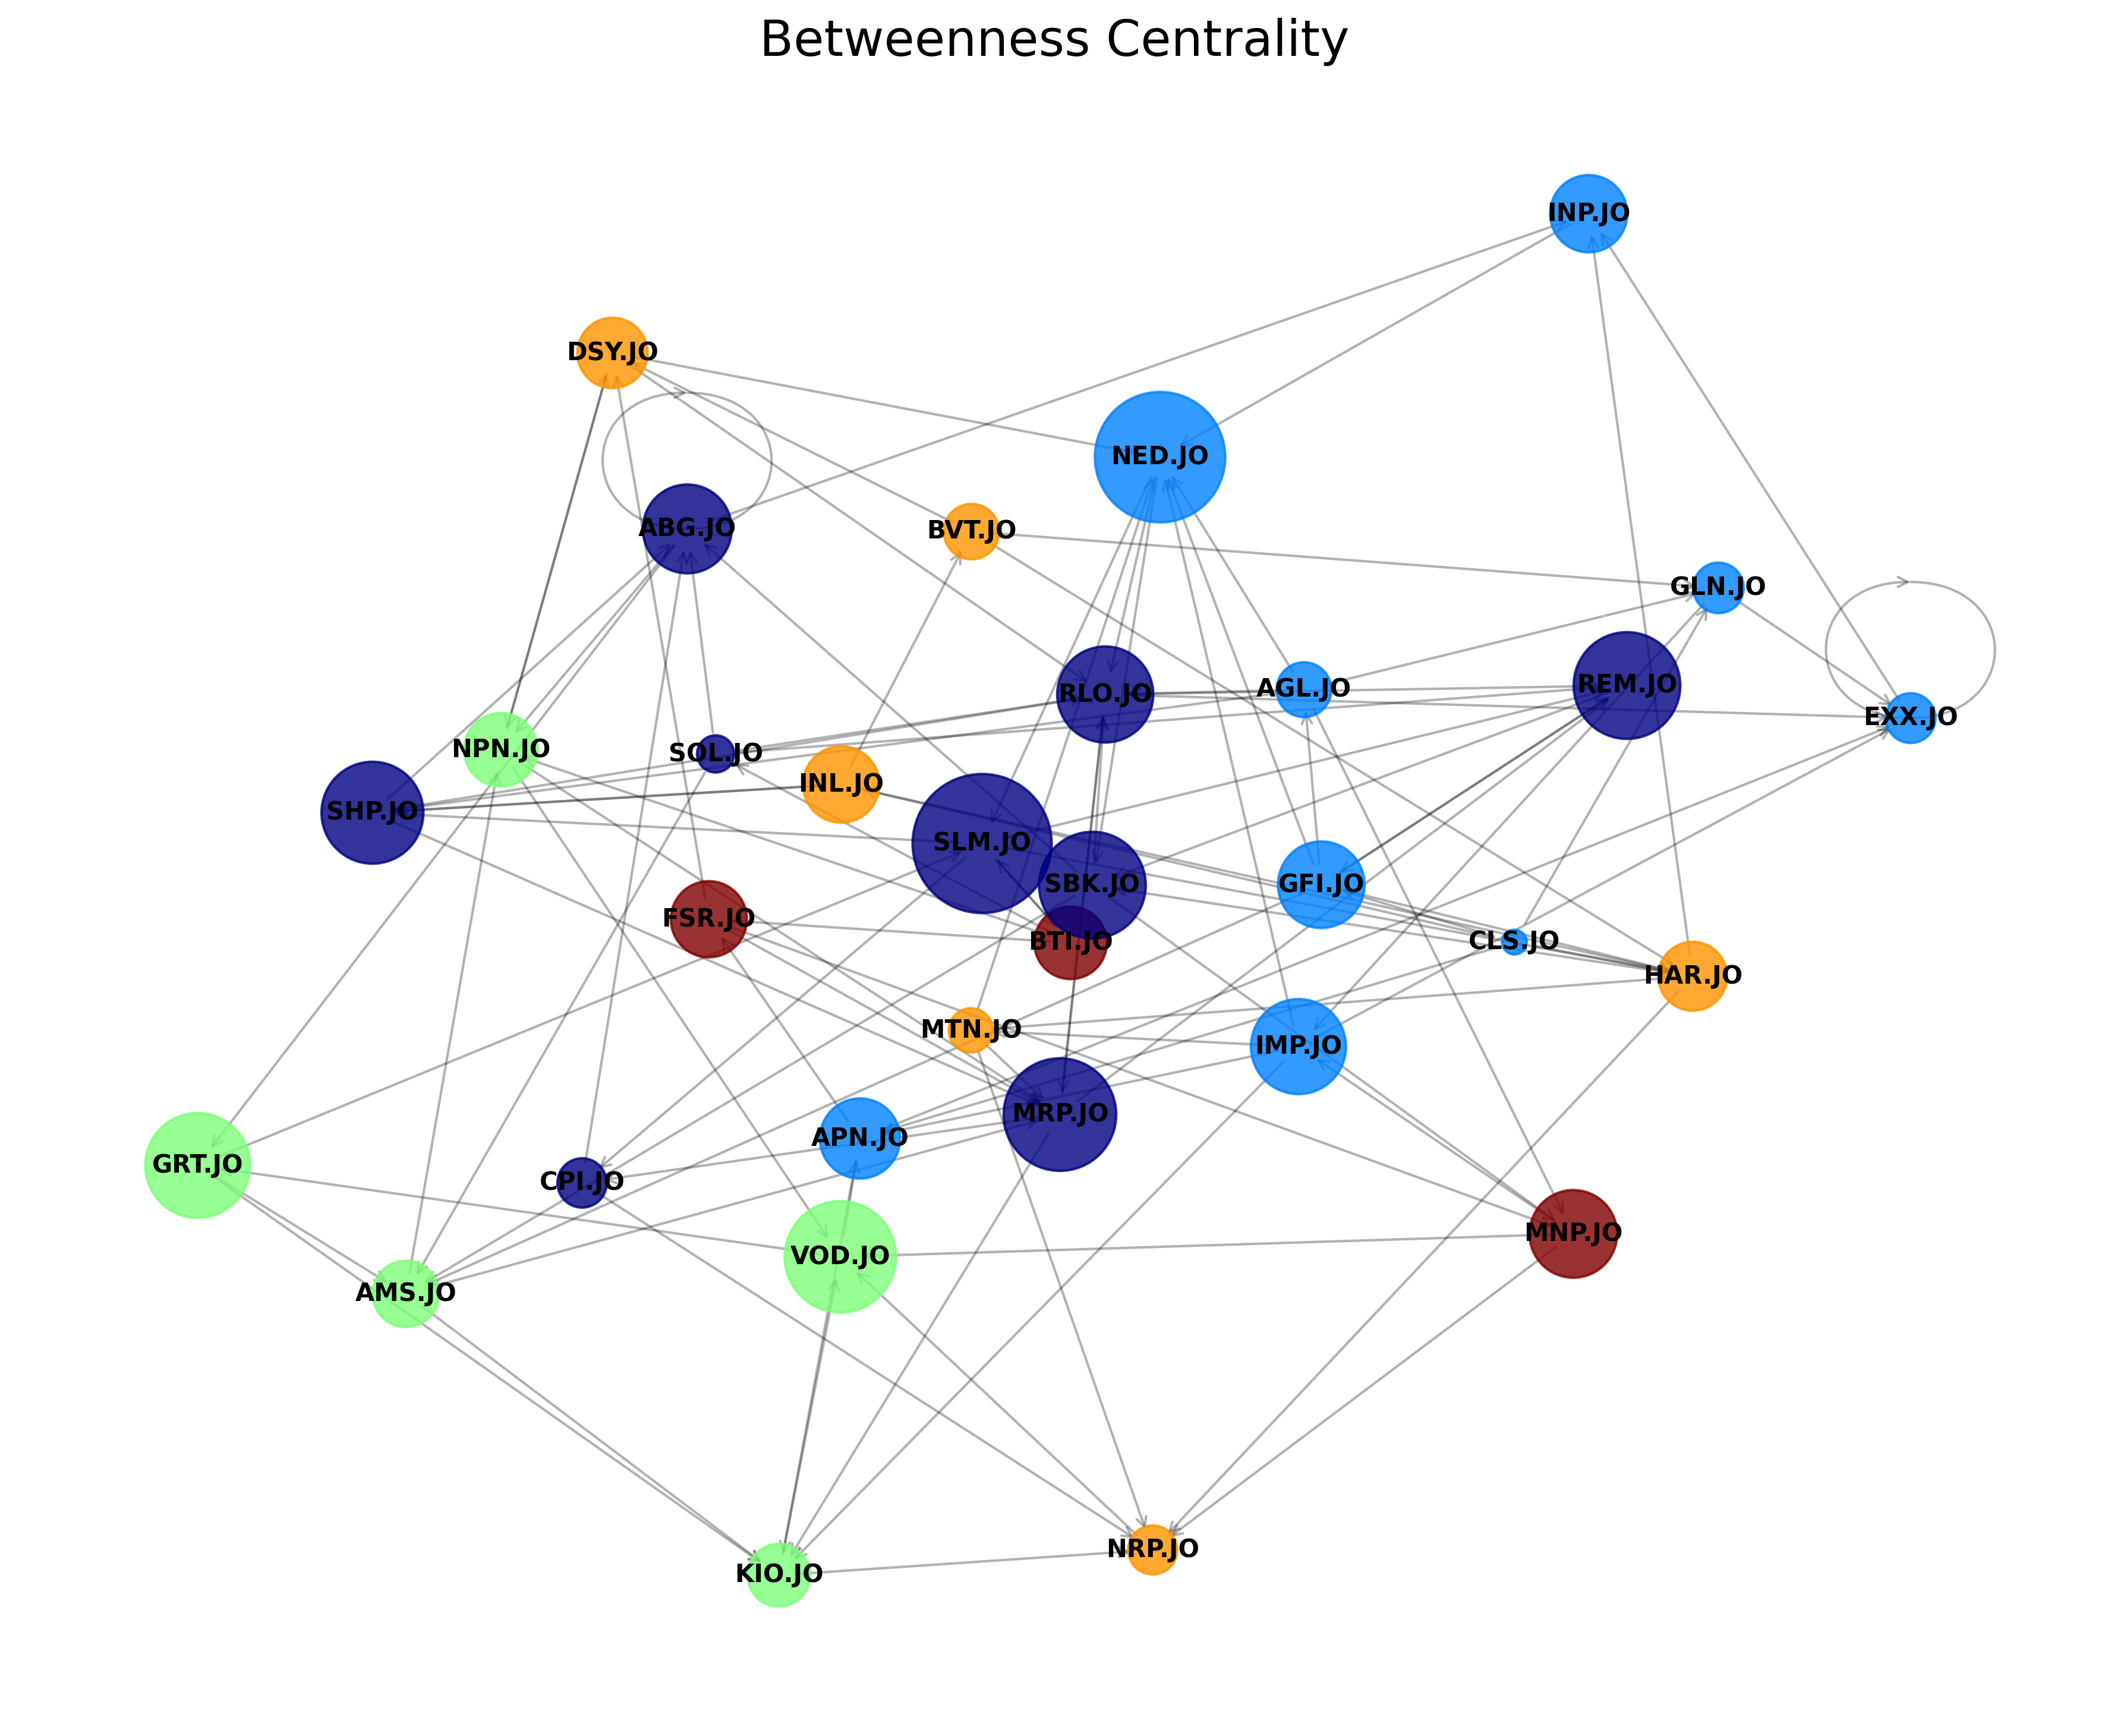 Betweenness Centrality
INP.JO
DSY.JO
NED.JO
ABG.JO
BVT.JO
GLN.JO
RLO.JO
AGL.JO
REM.JO
EXX.JO
NPN.JO
SOL.JO
INL.JO
SHP.JO
SLM.JO
SBK.JO
GFI.JO
FSR.JO
BTI.JO
CLS.JO
HAR.JO
MTN.JO
IMP.JO
MRP.JO
APN.JO
GRT.JO
CPI.JO
MNP.JO
VOD.JO
AMS.JO
NRP.JO
KIO.JO